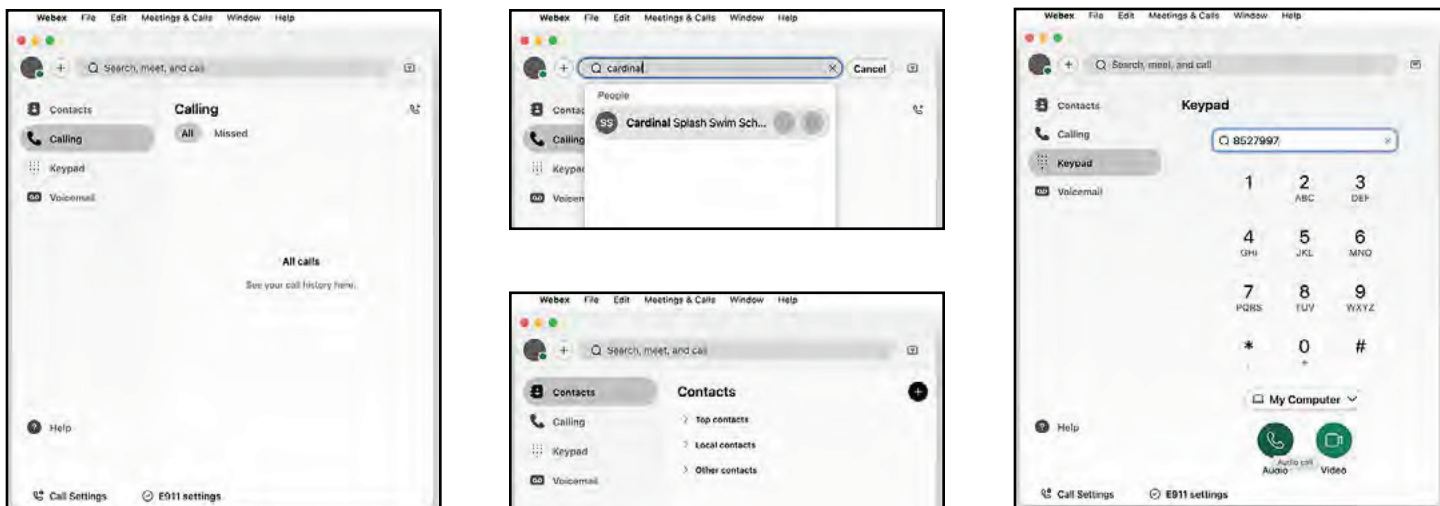 Webex File Edit Meetings & Calls Window Help
Search, meet, and call
Contacts
Calling
Keypad
Voicemail
Calling
All Missed
All calls
See your call history here.
Help
Call Settings E911 settings
Webex File Edit Meetings & Calls Window Help
cardinal Cancel
People
SS Cardinal Splash Swim Sch...
Contac
Calling
Keypad
Voicem
Webex File Edit Meetings & Calls Window Help
Search, meet, and call
Contacts
Calling
Keypad
Voicemail
Contacts
Top contacts
Local contacts
Other contacts
Webex File Edit Meetings & Calls Window Help
Search, meet, and call
Contacts
Calling
Keypad
Voicemail
Keypad
8527997
1 2 3
ABC DEF
4 5 6
GHI JKL MNO
7 8 9
PQRS TUV WXYZ
* 0 #
, +
My Computer
Audio call
Audio Video
Help
Call Settings E911 settings